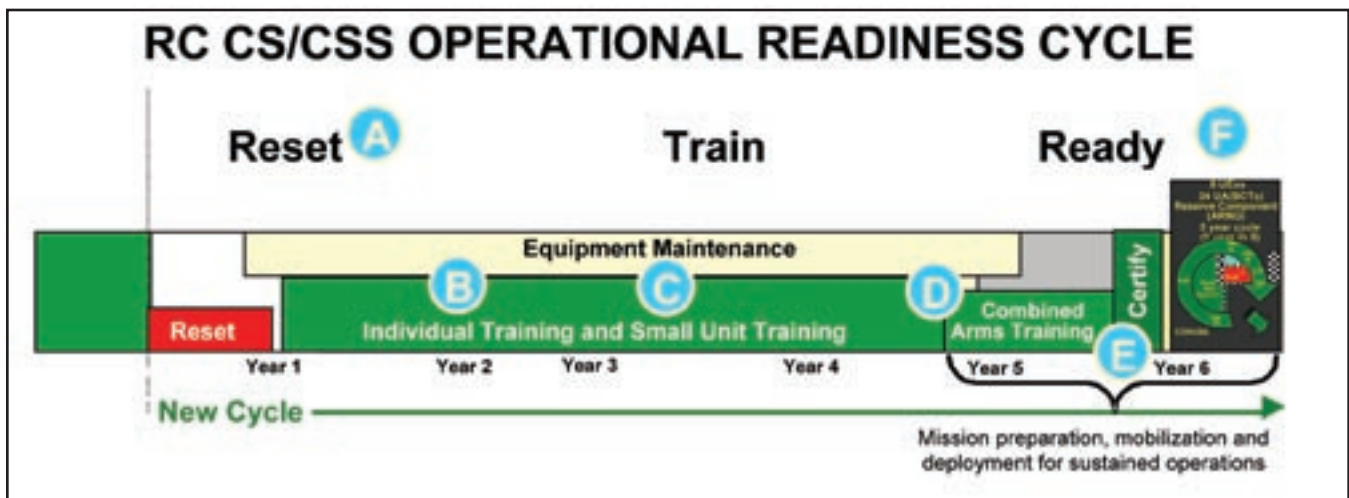 RC CS/CSS OPERATIONAL READINESS CYCLE
Reset A
Train
Ready F
Equipment Maintenance
B
C
D
Certify
Reset
Individual Training and Small Unit Training
Combined
Arms Training
E
Year 1
Year 2
Year 3
Year 4
Year 5
Year 6
New Cycle
Mission preparation, mobilization and
deployment for sustained operations
Reserve Component